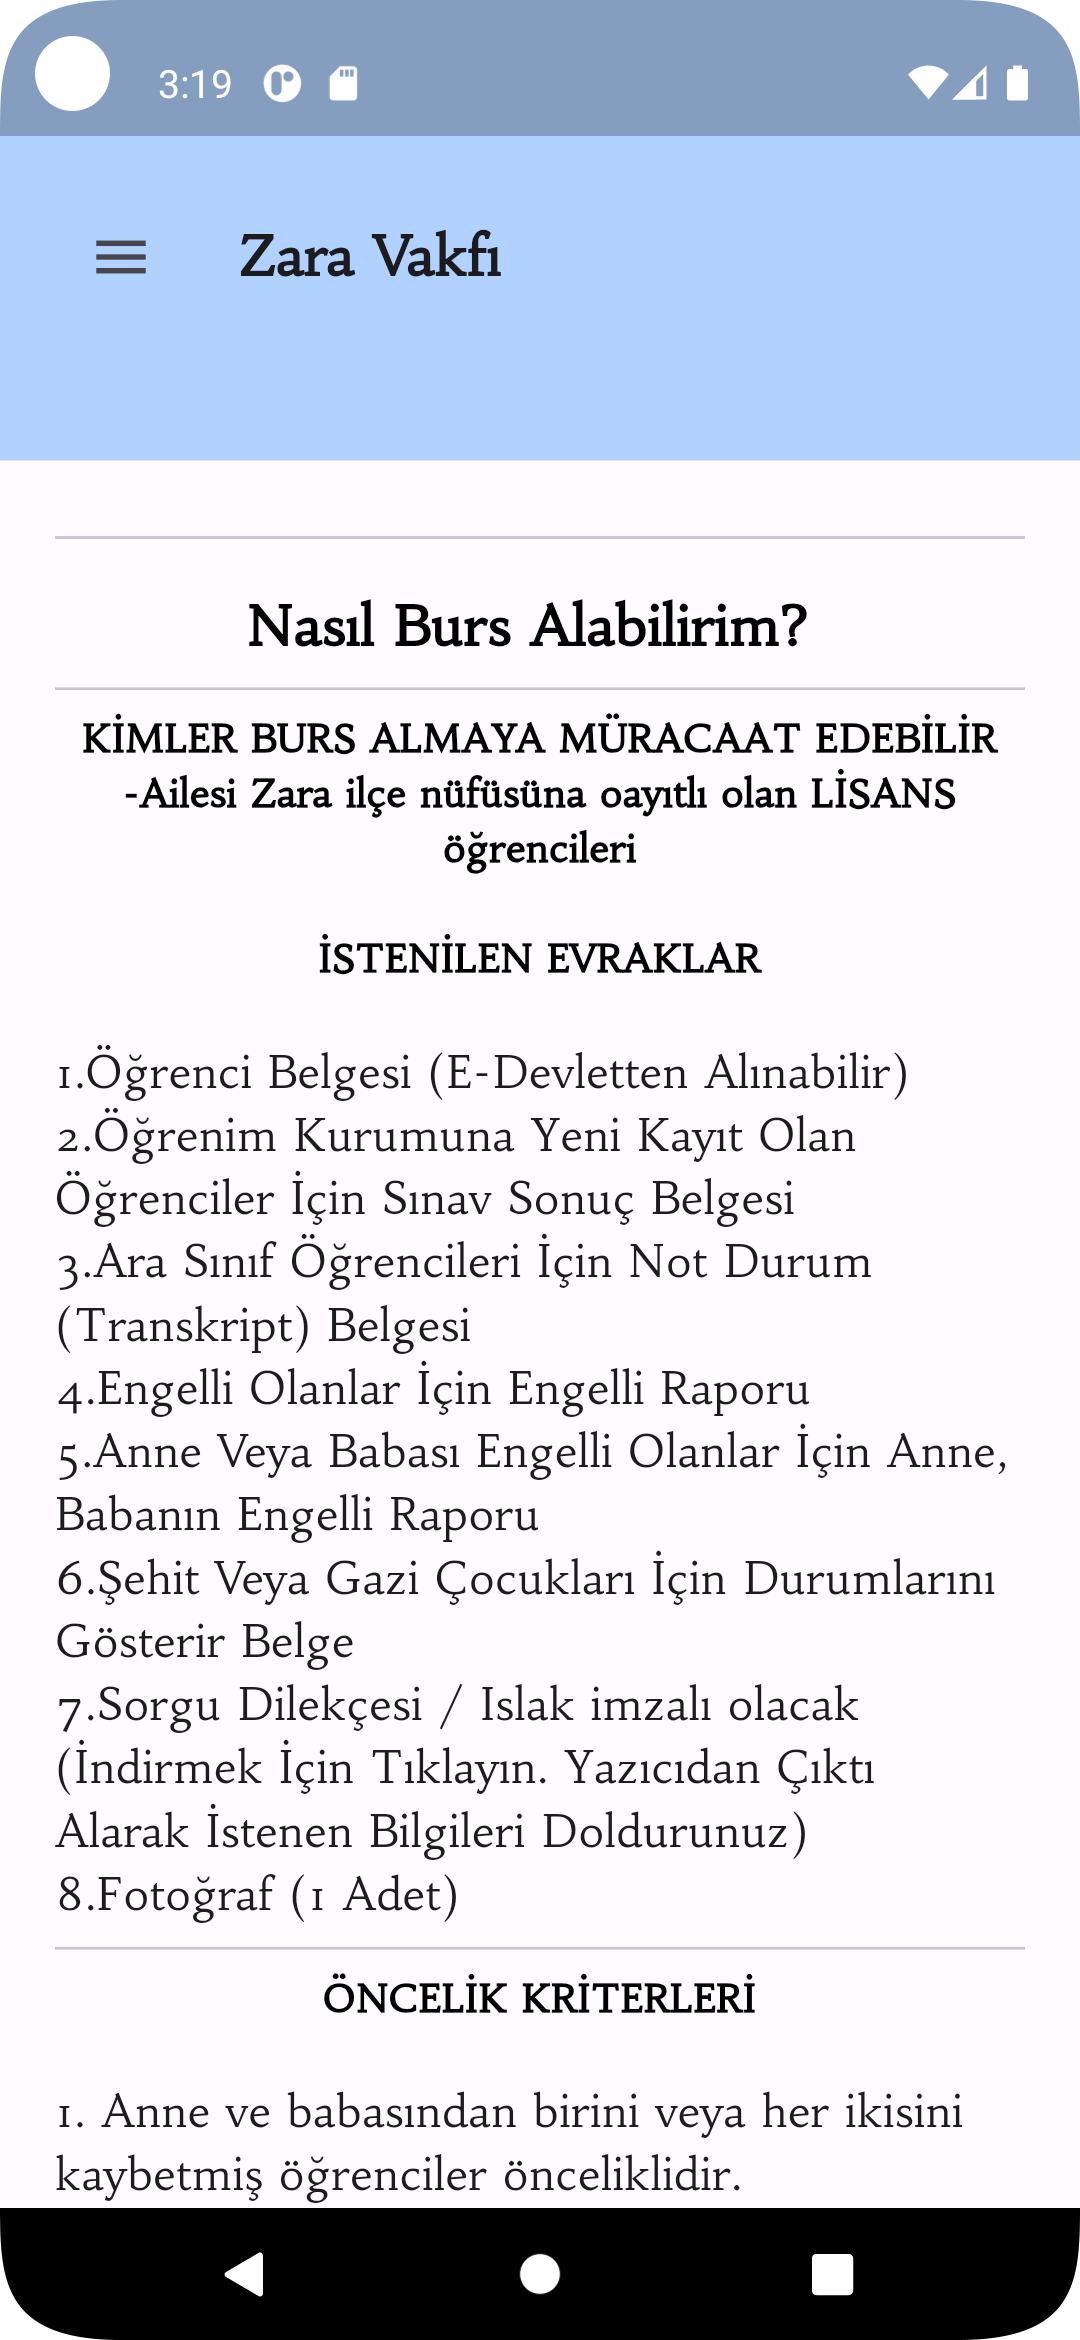 3:19
Zara Vakfı
Nasıl Burs Alabilirim?
KİMLER BURS ALMAYA MÜRACAAT EDEBİLİR
-Ailesi Zara ilçe nüfüsüna oayıtlı olan LİSANS
öğrencileri
İSTENİLEN EVRAKLAR
1.Öğrenci Belgesi (E-Devletten Alınabilir)
2.Öğrenim Kurumuna Yeni Kayıt Olan
Öğrenciler İçin Sınav Sonuç Belgesi
3.Ara Sınıf Öğrencileri İçin Not Durum
(Transkript) Belgesi
4.Engelli Olanlar İçin Engelli Raporu
5.Anne Veya Babası Engelli Olanlar İçin Anne,
Babanın Engelli Raporu
6.Şehit Veya Gazi Çocukları İçin Durumlarını
Gösterir Belge
7.Sorgu Dilekçesi / Islak imzalı olacak
(İndirmek İçin Tıklayın. Yazıcıdan Çıktı
Alarak İstenen Bilgileri Doldurunuz)
8.Fotoğraf (1 Adet)
ÖNCELİK KRİTERLERİ
1. Anne ve babasından birini veya her ikisini
kaybetmiş öğrenciler önceliklidir.